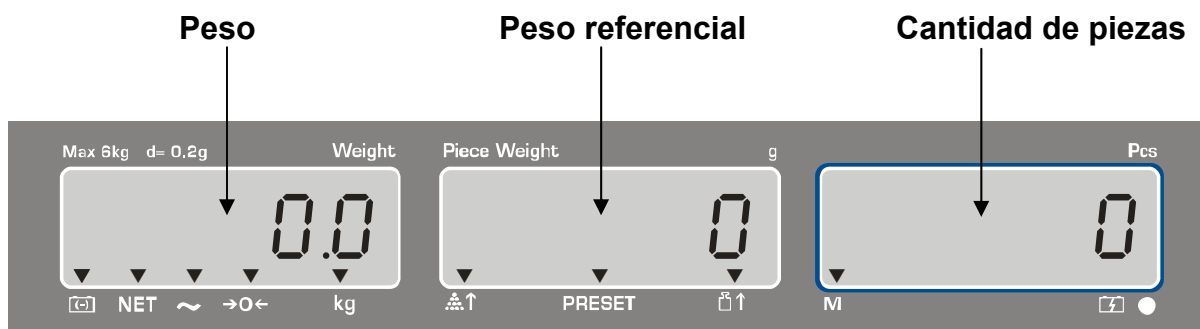 Peso Peso referencial Cantidad de piezas
Max 6kg d= 0.2g Weight Piece Weight g Pcs
0.0 0 0
NET ~ →0← kg ↑ PRESET ↑ M